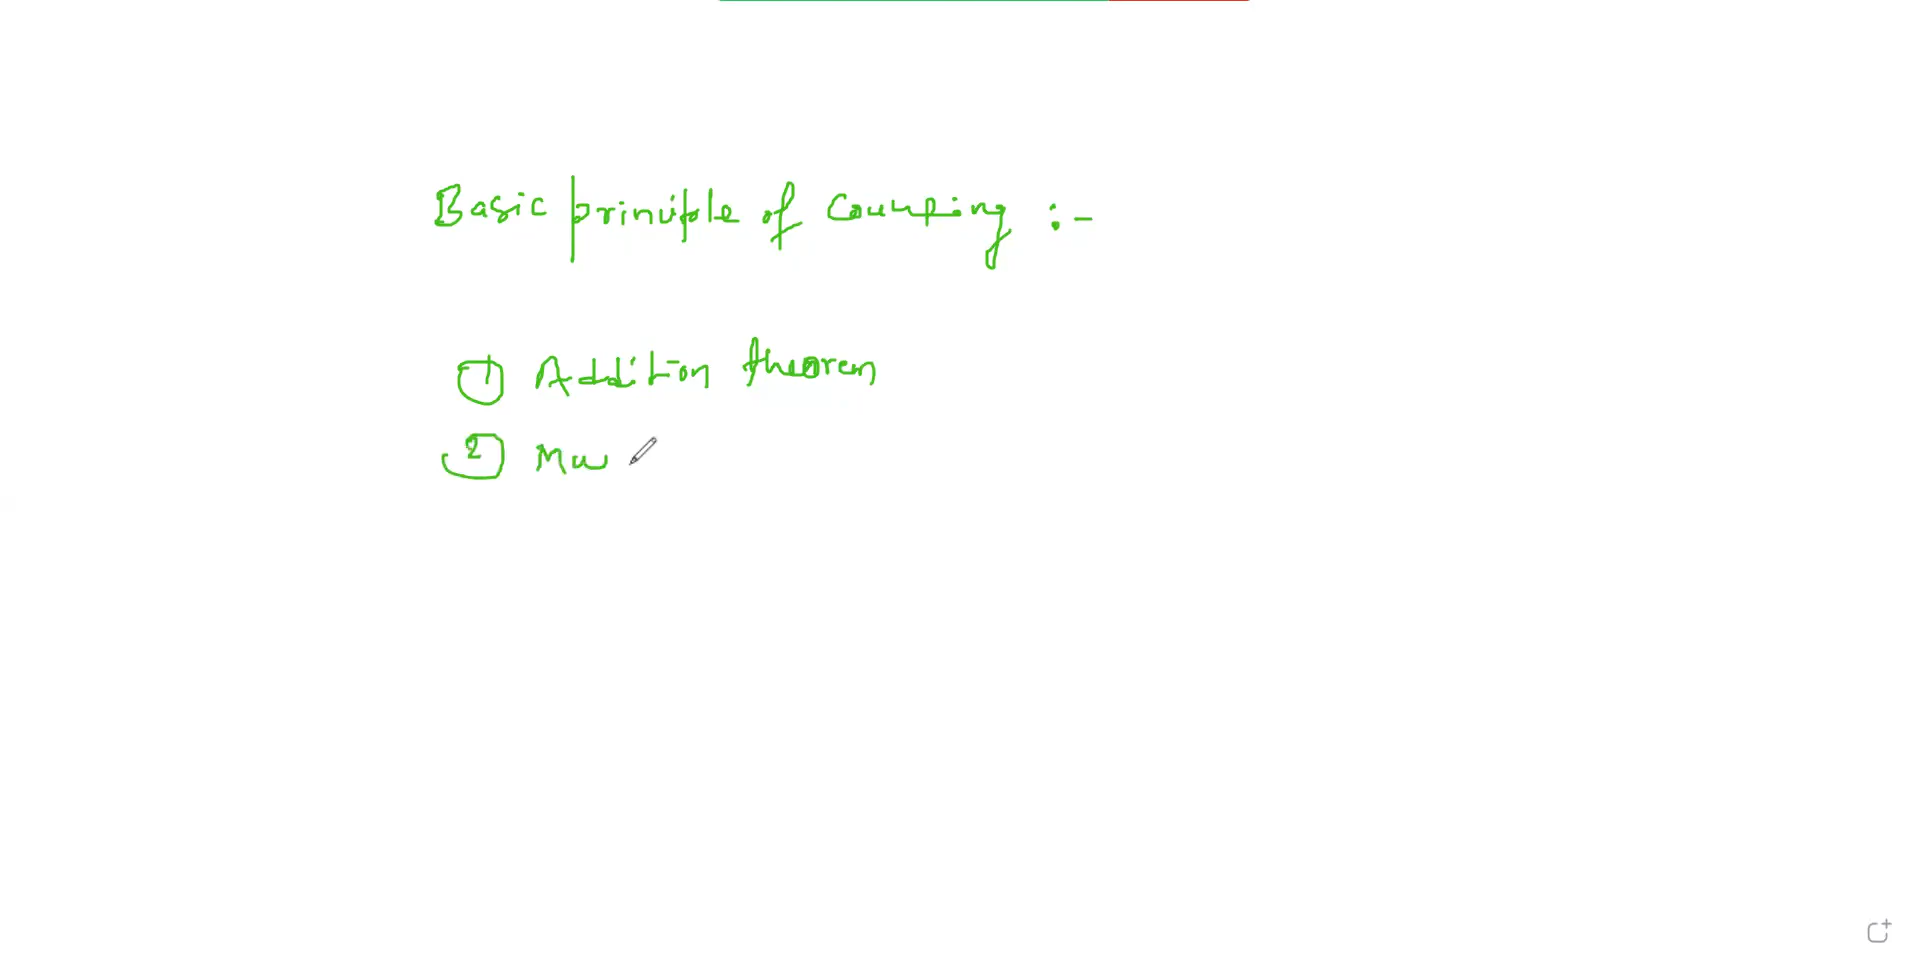 Basic principle of Counting :-
① Addition theorem
② Mu